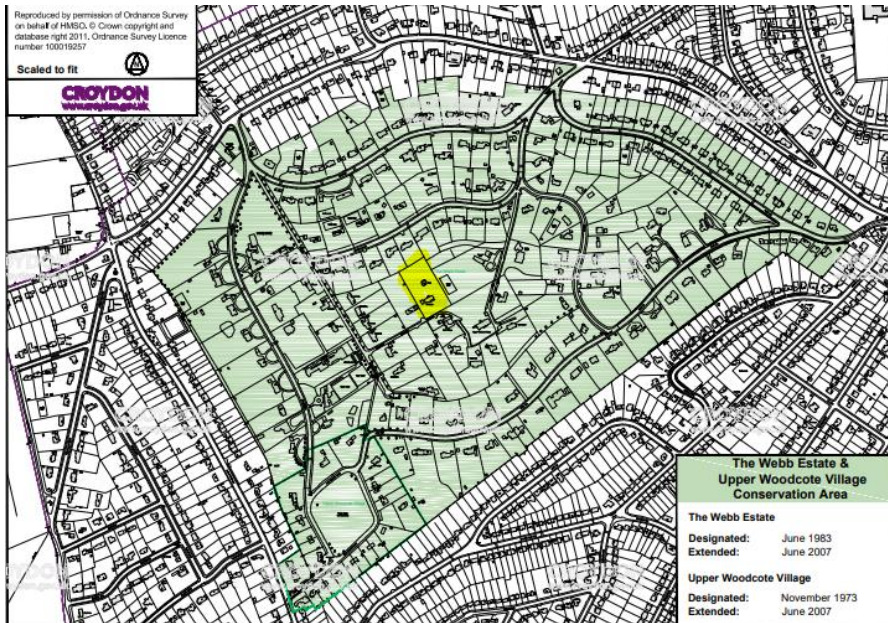 Reproduced by permission of Ordnance Survey
on behalf of HMSO. © Crown copyright and
database right 2011. Ordnance Survey Licence
number 100019257
Scaled to fit
CROYDON
www.croydon.gov.uk
The Webb Estate &
Upper Woodcote Village
Conservation Area
The Webb Estate
Designated: June 1983
Extended: June 2007
Upper Woodcote Village
Designated: November 1973
Extended: June 2007